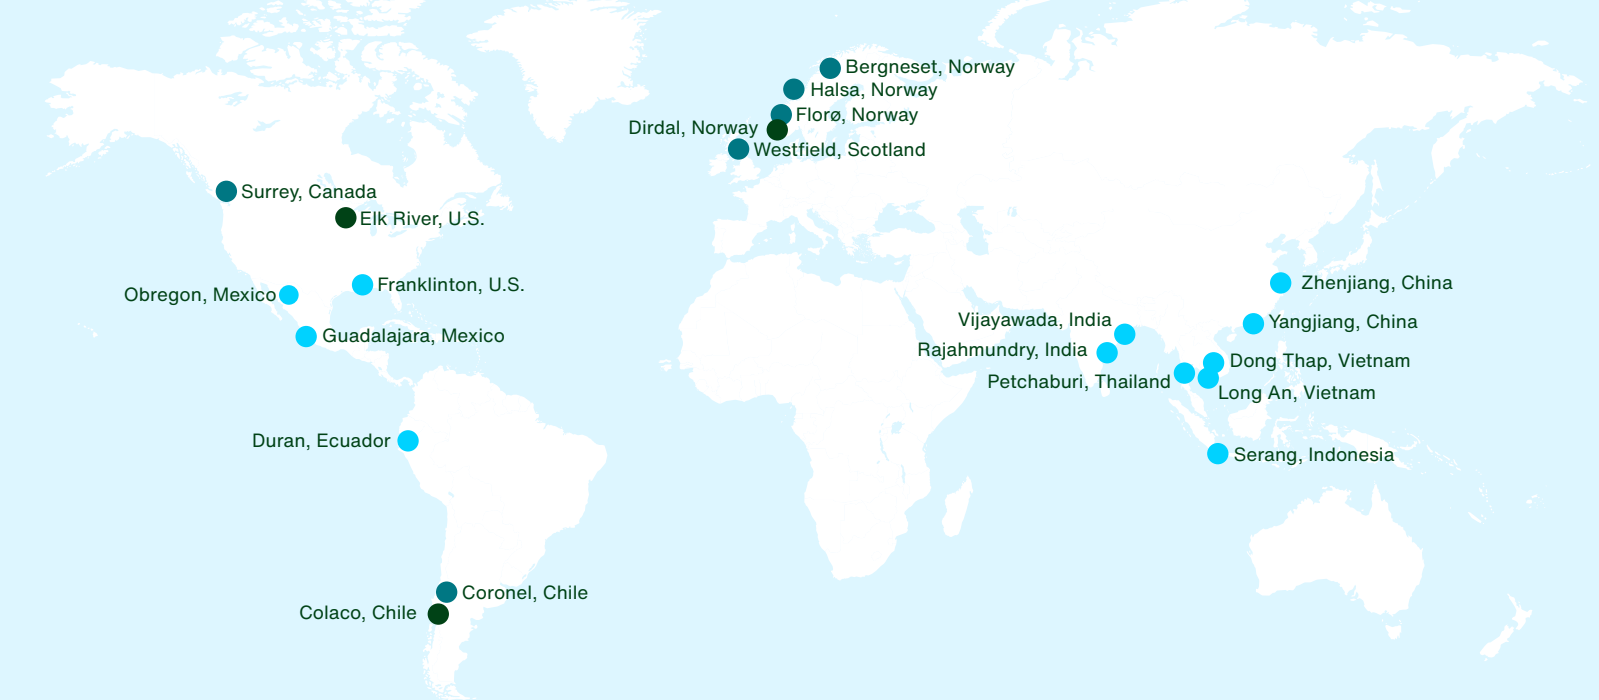 Bergneset, Norway
Halsa, Norway
Florø, Norway
Dirdal, Norway
Westfield, Scotland
Surrey, Canada
Elk River, U.S.
Franklinton, U.S.
Obregon, Mexico
Guadalajara, Mexico
Zhenjiang, China
Vijayawada, India
Yangjiang, China
Rajahmundry, India
Dong Thap, Vietnam
Petchaburi, Thailand
Long An, Vietnam
Duran, Ecuador
Serang, Indonesia
Coronel, Chile
Colaco, Chile